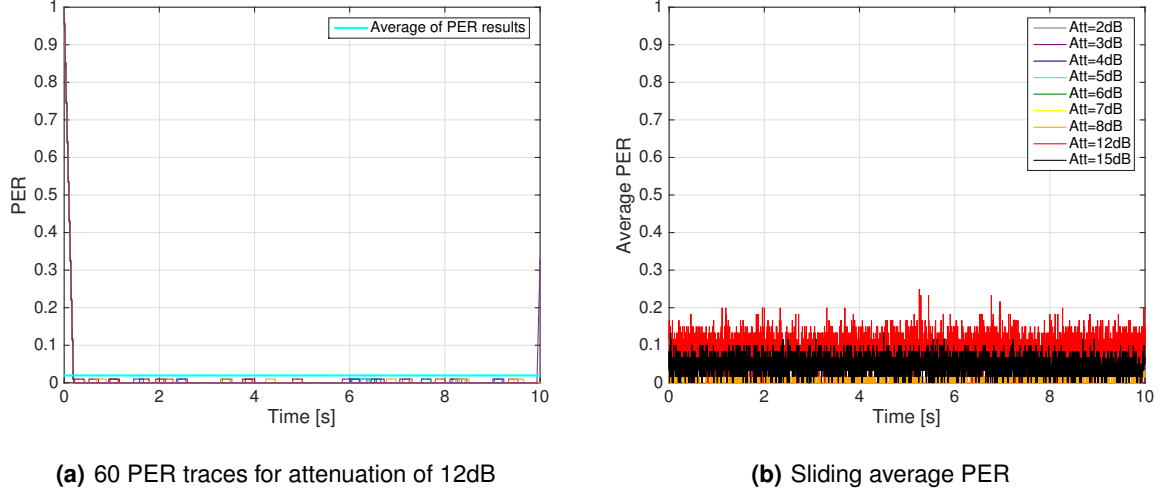 1
0.9
0.8
0.7
0.6
0.5
0.4
0.3
0.2
0.1
0
PER
0 2 4 6 8 10
Time [s]
Average of PER results
(a) 60 PER traces for attenuation of 12dB
1
0.9
0.8
0.7
0.6
0.5
0.4
0.3
0.2
0.1
0
Average PER
0 2 4 6 8 10
Time [s]
Att=2dB
Att=3dB
Att=4dB
Att=5dB
Att=6dB
Att=7dB
Att=8dB
Att=12dB
Att=15dB
(b) Sliding average PER